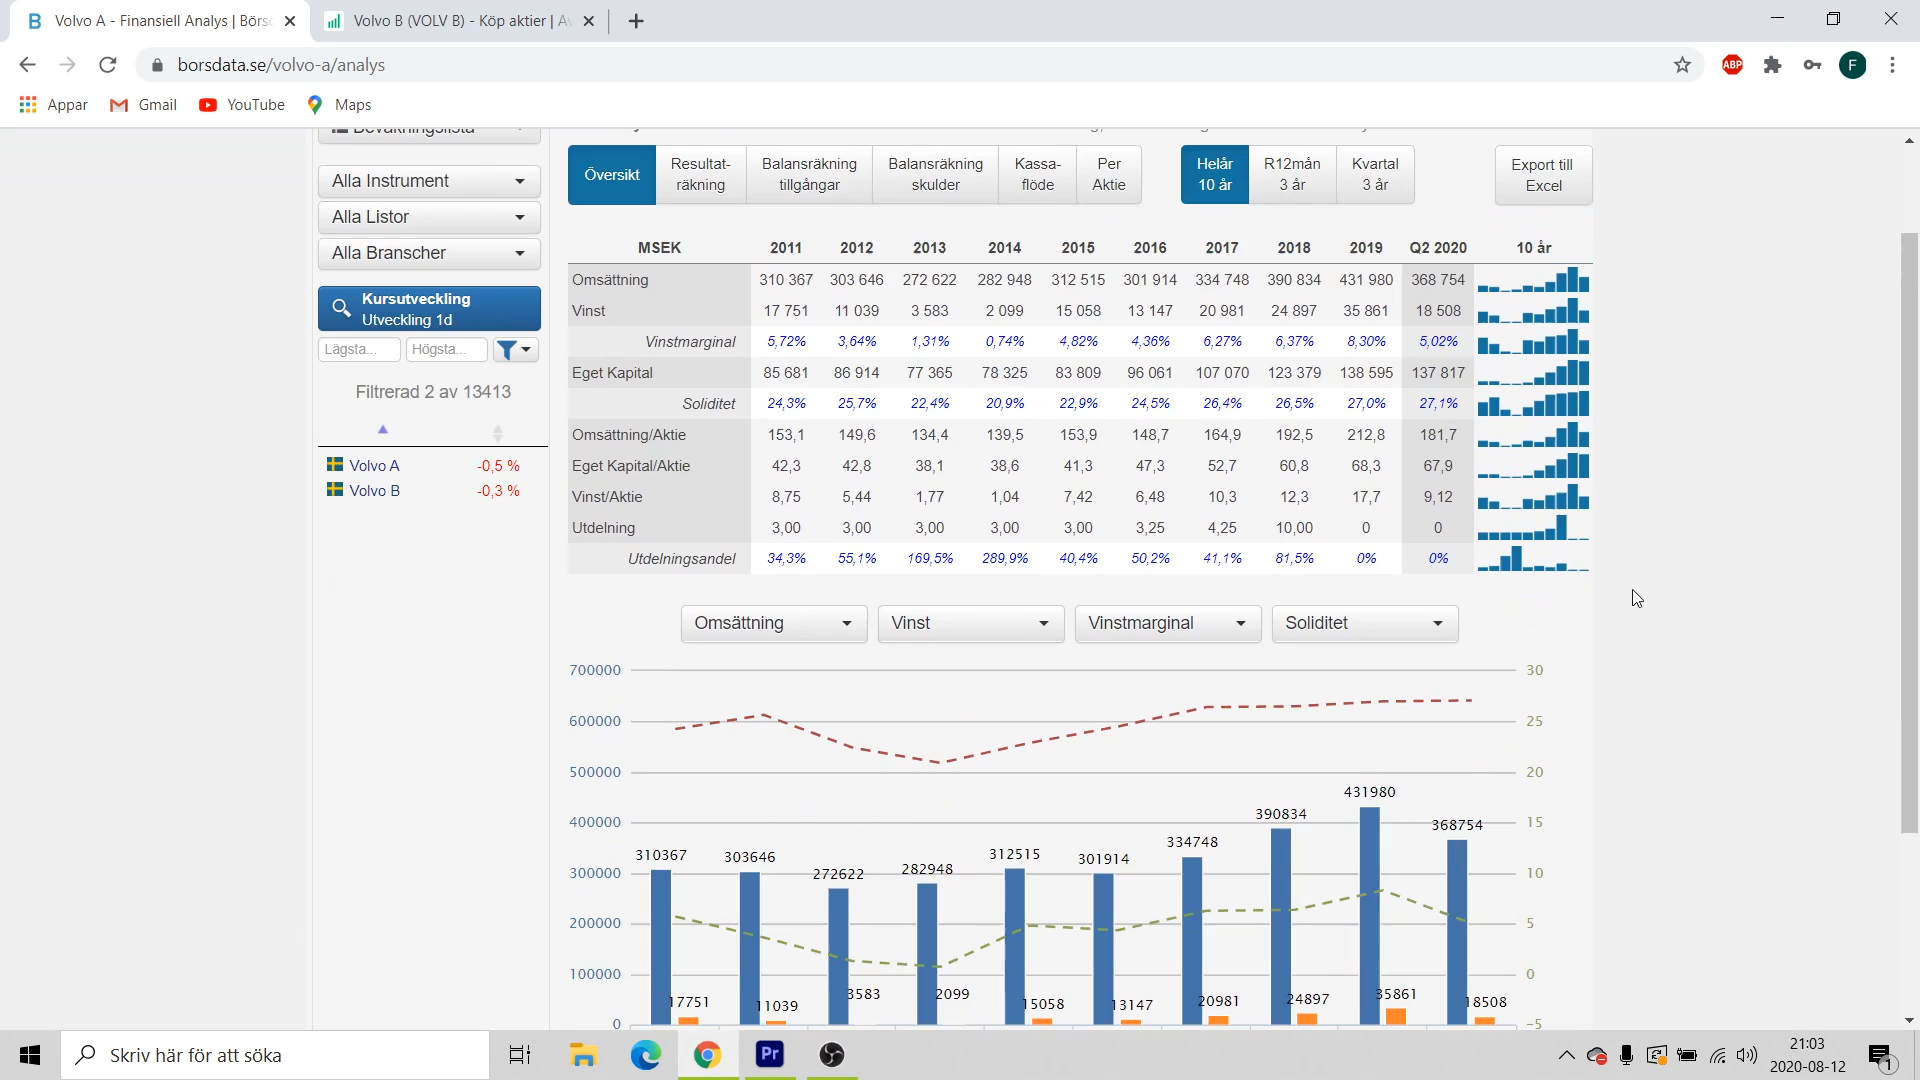 Volvo A - Finansiell Analys | Börsd
Volvo B (VOLV B) - Köp aktier | Av
borsdata.se/volvo-a/analys
ABP
F
Appar Gmail YouTube Maps
Bevakningslista
Alla Instrument
Alla Listor
Alla Branscher
Kursutveckling
Utveckling 1d
Lägsta... Högsta...
Filtrerad 2 av 13413
Volvo A -0,5 %
Volvo B -0,3 %
Översikt
Resultat-
räkning
Balansräkning
tillgångar
Balansräkning
skulder
Kassa-
flöde
Per
Aktie
Helår
10 år
R12mån
3 år
Kvartal
3 år
Export till
Excel
MSEK 2011 2012 2013 2014 2015 2016 2017 2018 2019 Q2 2020 10 år
Omsättning 310 367 303 646 272 622 282 948 312 515 301 914 334 748 390 834 431 980 368 754
Vinst 17 751 11 039 3 583 2 099 15 058 13 147 20 981 24 897 35 861 18 508
Vinstmarginal 5,72% 3,64% 1,31% 0,74% 4,82% 4,36% 6,27% 6,37% 8,30% 5,02%
Eget Kapital 85 681 86 914 77 365 78 325 83 809 96 061 107 070 123 379 138 595 137 817
Soliditet 24,3% 25,7% 22,4% 20,9% 22,9% 24,5% 26,4% 26,5% 27,0% 27,1%
Omsättning/Aktie 153,1 149,6 134,4 139,5 153,9 148,7 164,9 192,5 212,8 181,7
Eget Kapital/Aktie 42,3 42,8 38,1 38,6 41,3 47,3 52,7 60,8 68,3 67,9
Vinst/Aktie 8,75 5,44 1,77 1,04 7,42 6,48 10,3 12,3 17,7 9,12
Utdelning 3,00 3,00 3,00 3,00 3,00 3,25 4,25 10,00 0 0
Utdelningsandel 34,3% 55,1% 169,5% 289,9% 40,4% 50,2% 41,1% 81,5% 0% 0%
Omsättning Vinst Vinstmarginal Soliditet
700000 30
600000 25
500000 20
431980
390834
400000 368754 15
334748
310367 303646 272622 282948 312515 301914
300000 10
200000 5
100000 0
17751 11039 3583 2099 15058 13147 20981 24897 35861 18508
0 -5
Skriv här för att söka
Pr
21:03
2020-08-12
1